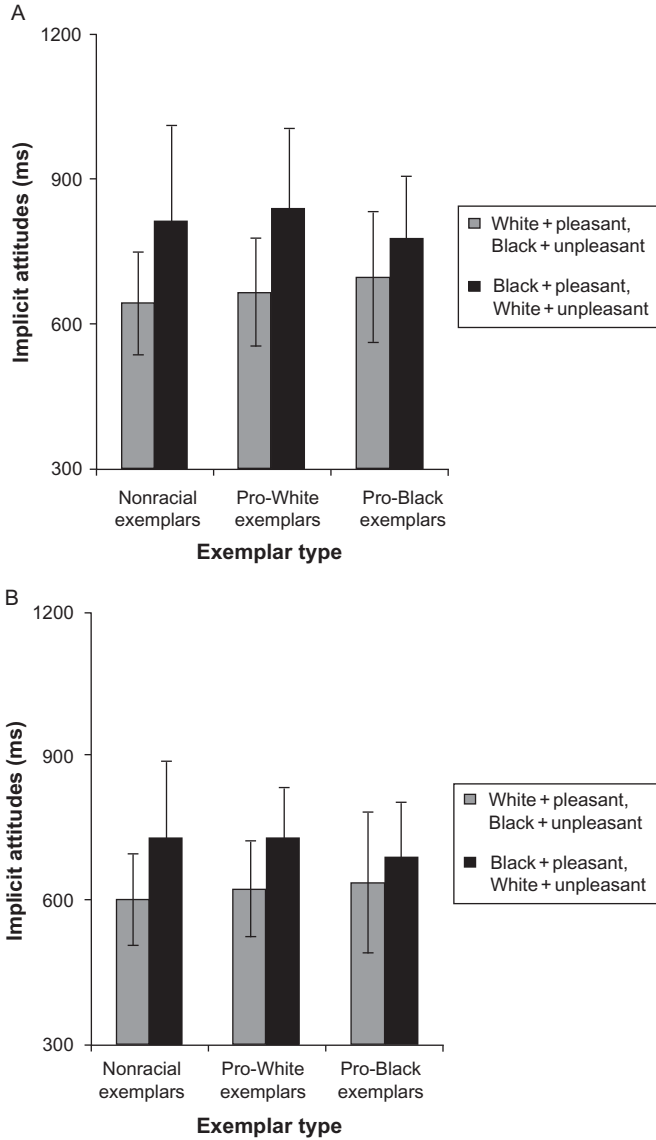 A
1200
900
600
300
Implicit attitudes (ms)
White + pleasant,
Black + unpleasant
Black + pleasant,
White + unpleasant
Nonracial
exemplars
Pro-White
exemplars
Pro-Black
exemplars
Exemplar type
B
1200
900
600
300
Implicit attitudes (ms)
White + pleasant,
Black + unpleasant
Black + pleasant,
White + unpleasant
Nonracial
exemplars
Pro-White
exemplars
Pro-Black
exemplars
Exemplar type